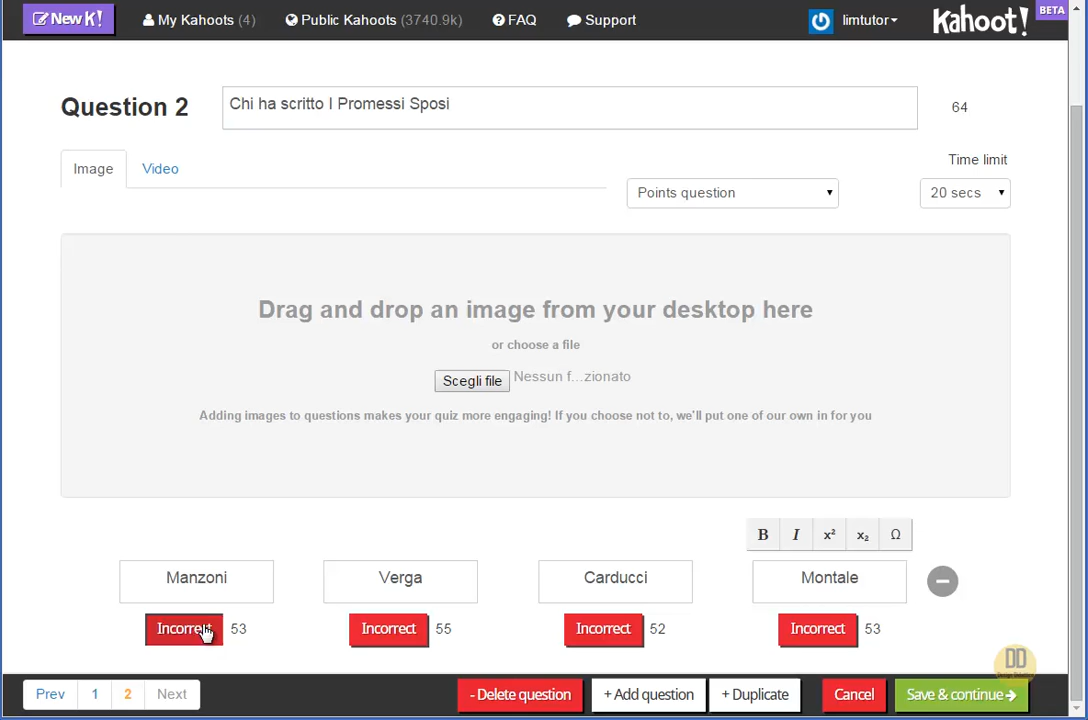 New K! My Kahoots (4) Public Kahoots (3740.9k) FAQ Support limtutor Kahoot! BETA
Question 2 Chi ha scritto I Promessi Sposi 64
Time limit
Image Video
Points question 20 secs
Drag and drop an image from your desktop here
or choose a file
Scegli file Nessun f...zionato
Adding images to questions makes your quiz more engaging! If you choose not to, we'll put one of our own in for you
B I x² x₂ Ω
Manzoni Verga Carducci Montale
Incorrect 53 Incorrect 55 Incorrect 52 Incorrect 53
DD
Prev 1 2 Next - Delete question + Add question + Duplicate Cancel Save & continue